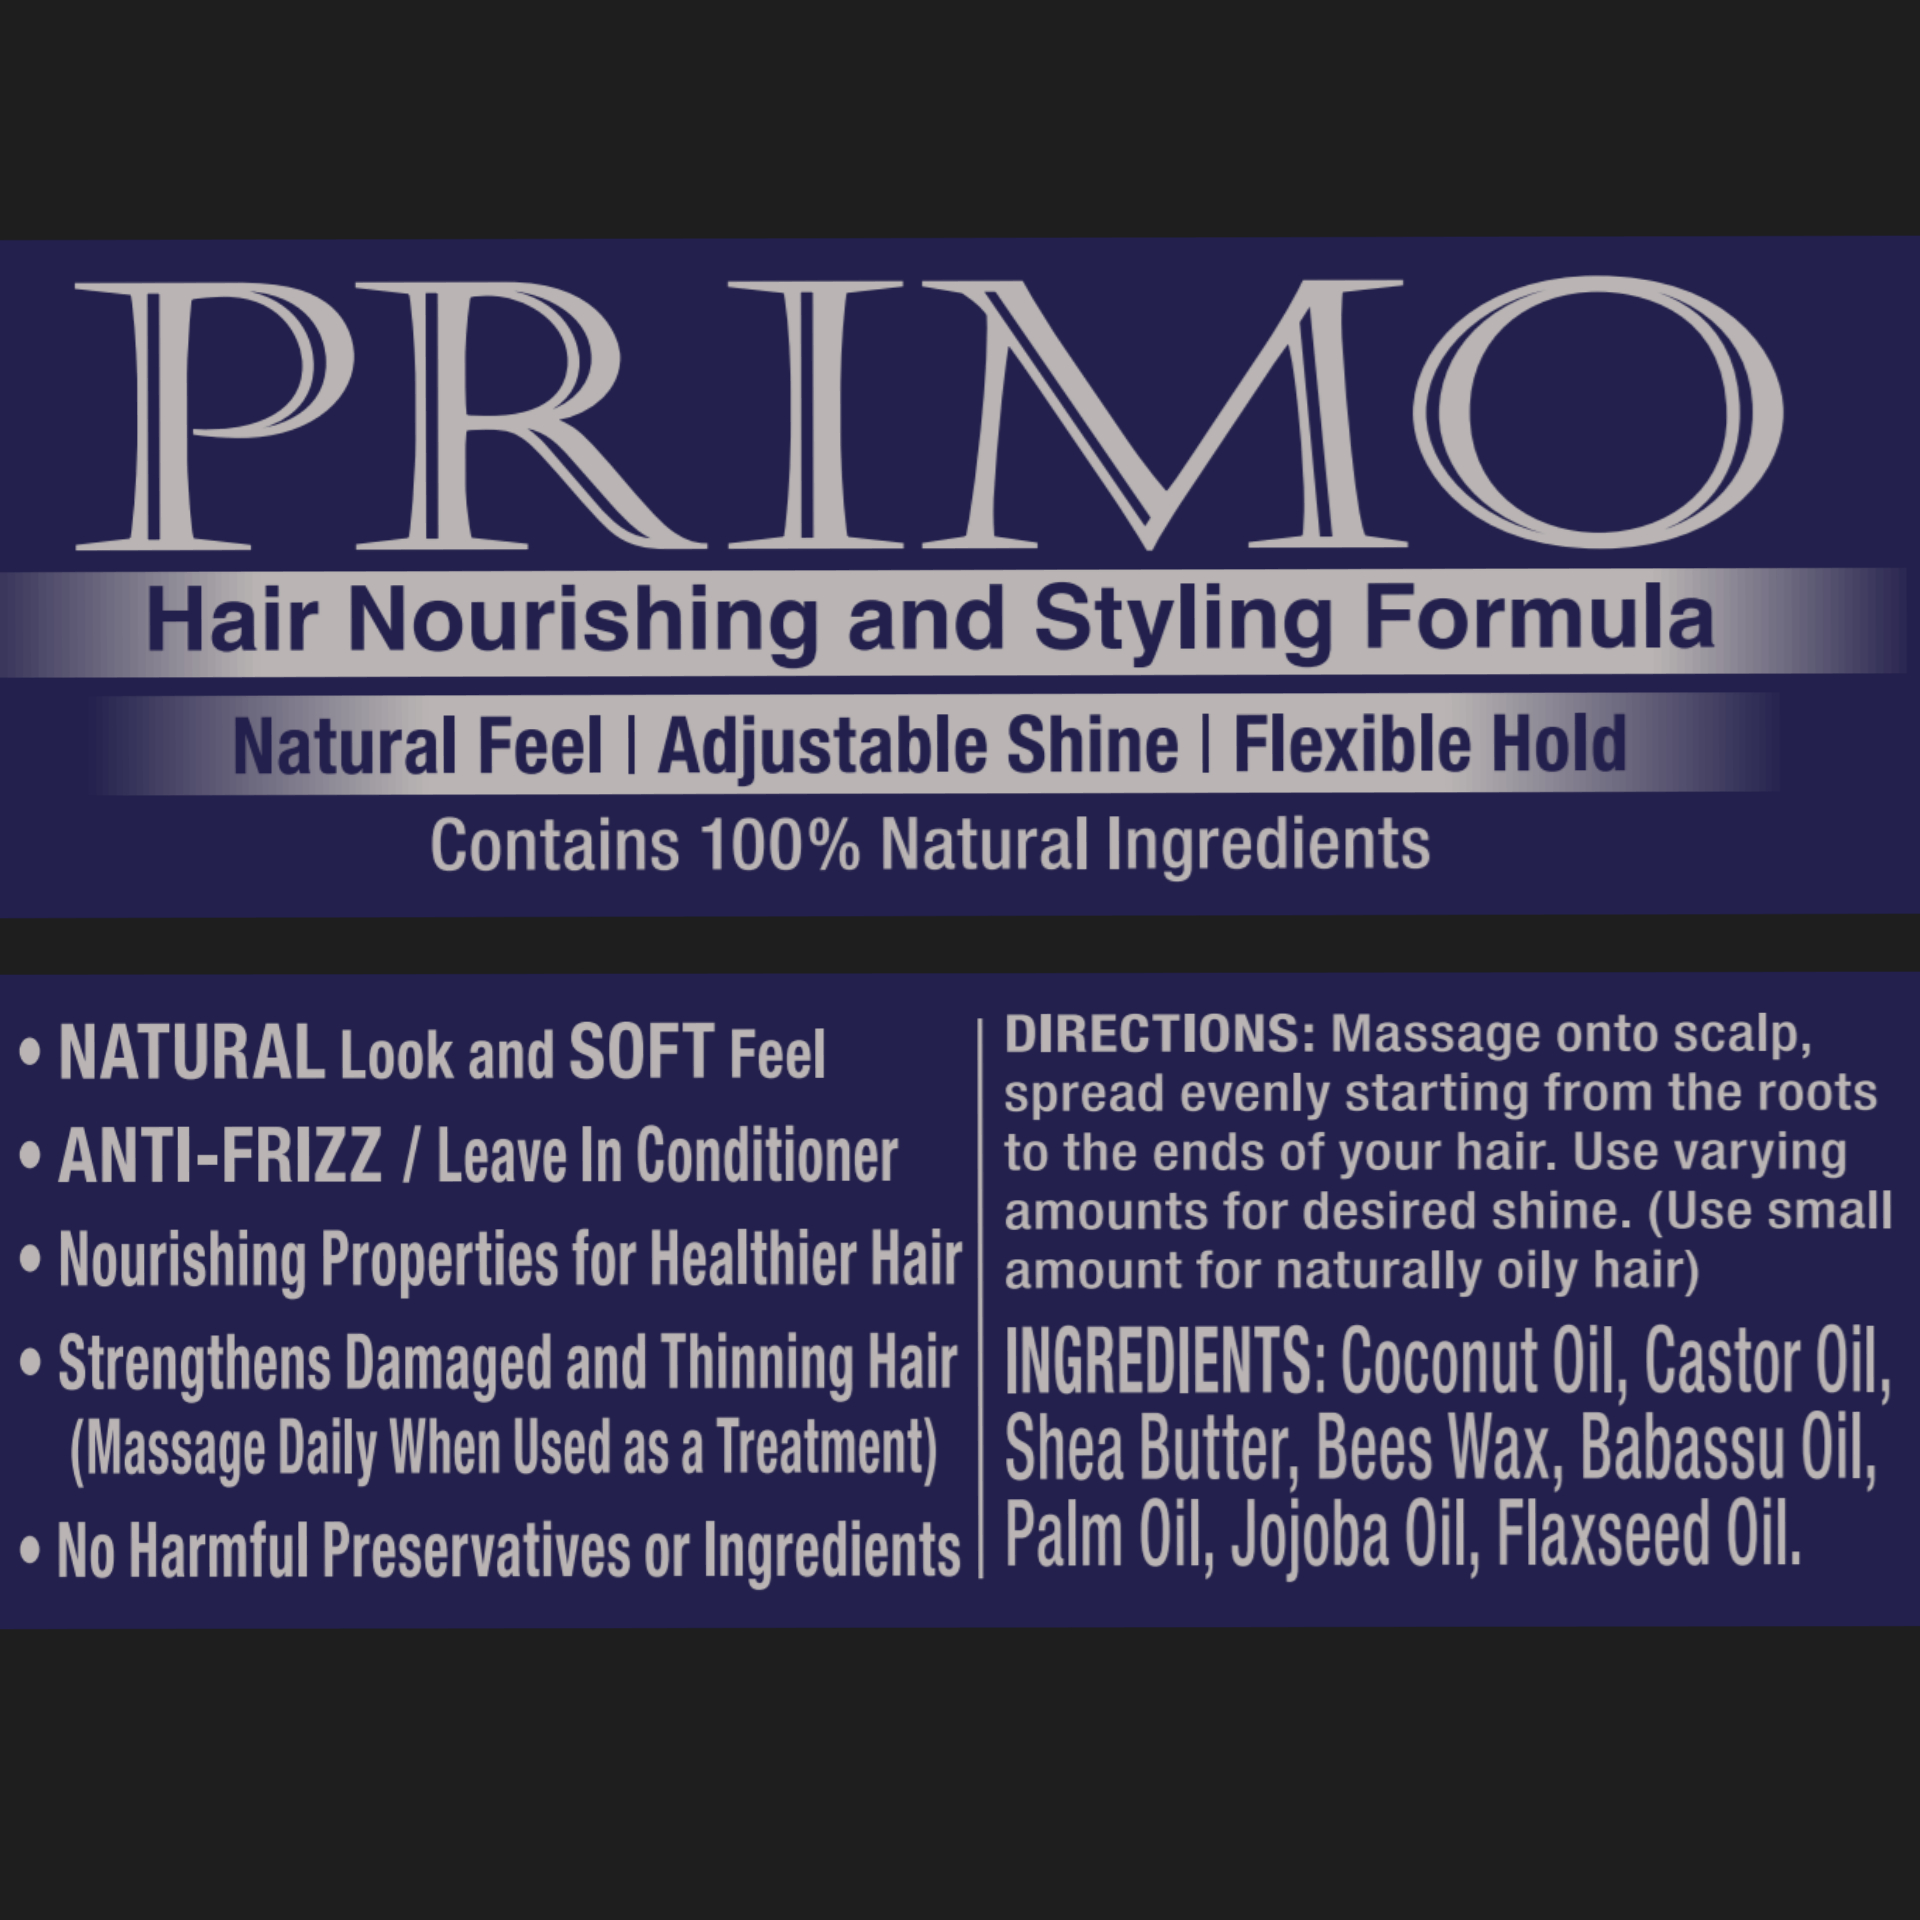 PRIMO
Hair Nourishing and Styling Formula
Natural Feel | Adjustable Shine | Flexible Hold
Contains 100% Natural Ingredients
• NATURAL Look and SOFT Feel
• ANTI-FRIZZ / Leave In Conditioner
• Nourishing Properties for Healthier Hair
• Strengthens Damaged and Thinning Hair
(Massage Daily When Used as a Treatment)
• No Harmful Preservatives or Ingredients
DIRECTIONS: Massage onto scalp,
spread evenly starting from the roots
to the ends of your hair. Use varying
amounts for desired shine. (Use small
amount for naturally oily hair)
INGREDIENTS: Coconut Oil, Castor Oil,
Shea Butter, Bees Wax, Babassu Oil,
Palm Oil, Jojoba Oil, Flaxseed Oil.